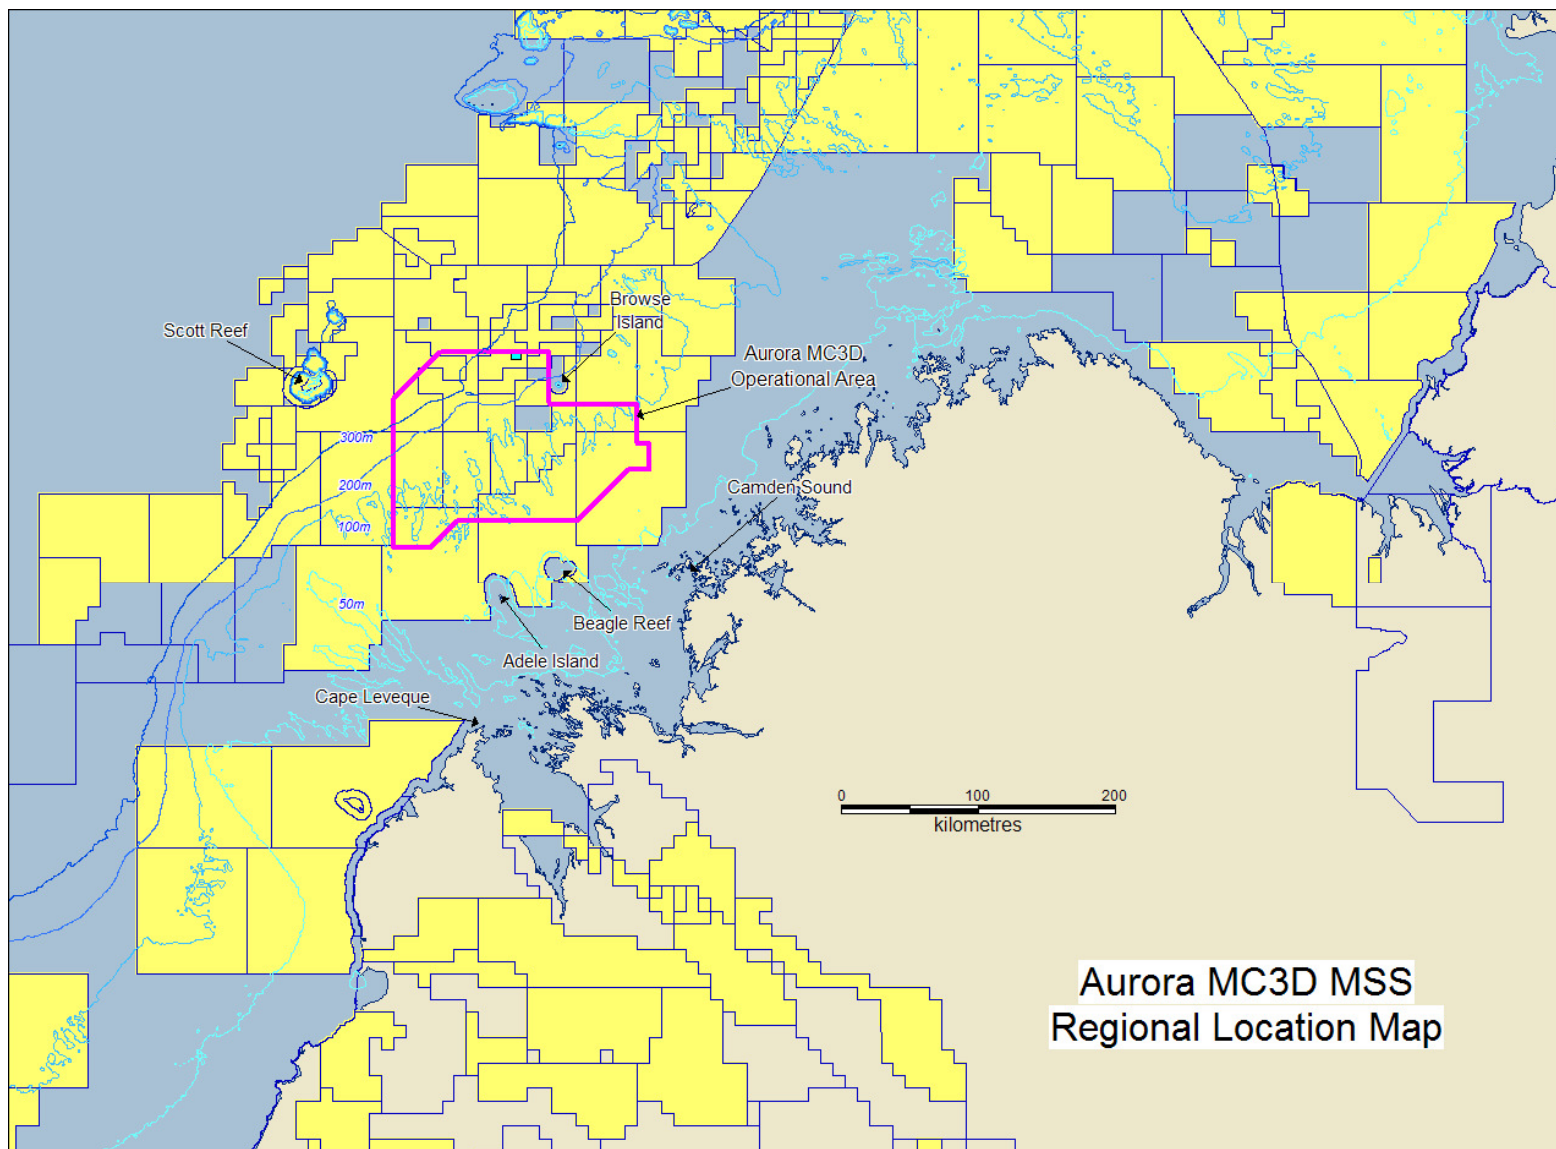 Browse
Island
Scott Reef
Aurora MC3D
Operational Area
300m
200m
Camden Sound
100m
50m
Beagle Reef
Adele Island
Cape Leveque
0 100 200
kilometres
Aurora MC3D MSS
Regional Location Map